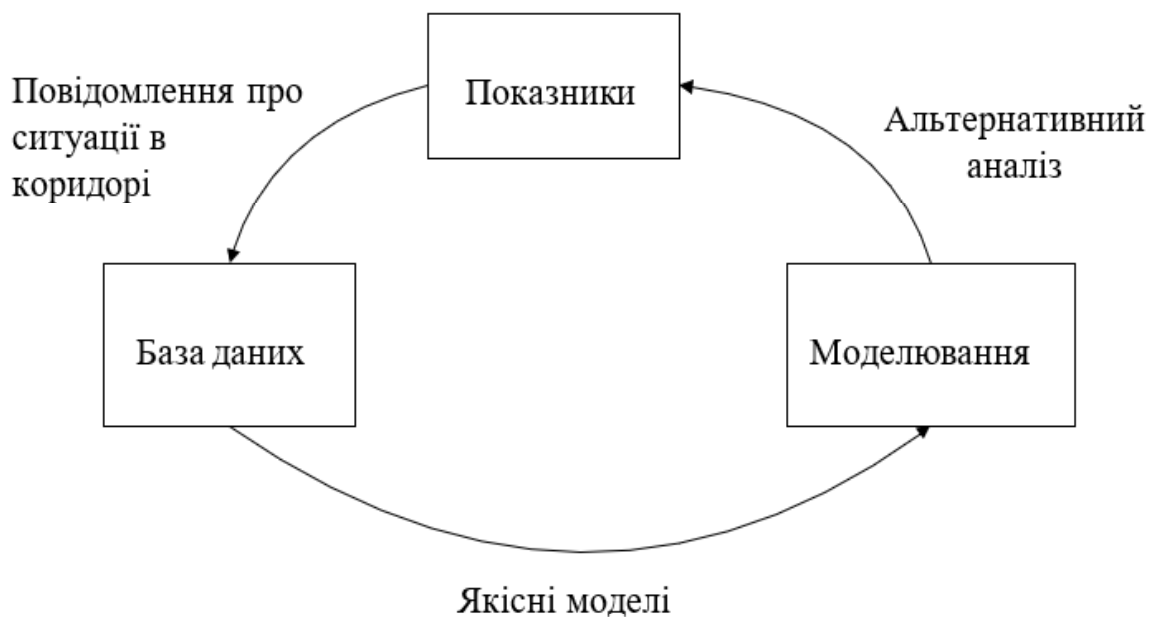 Показники
Повідомлення про
ситуації в
коридорі
Альтернативний
аналіз
База даних
Моделювання
Якісні моделі